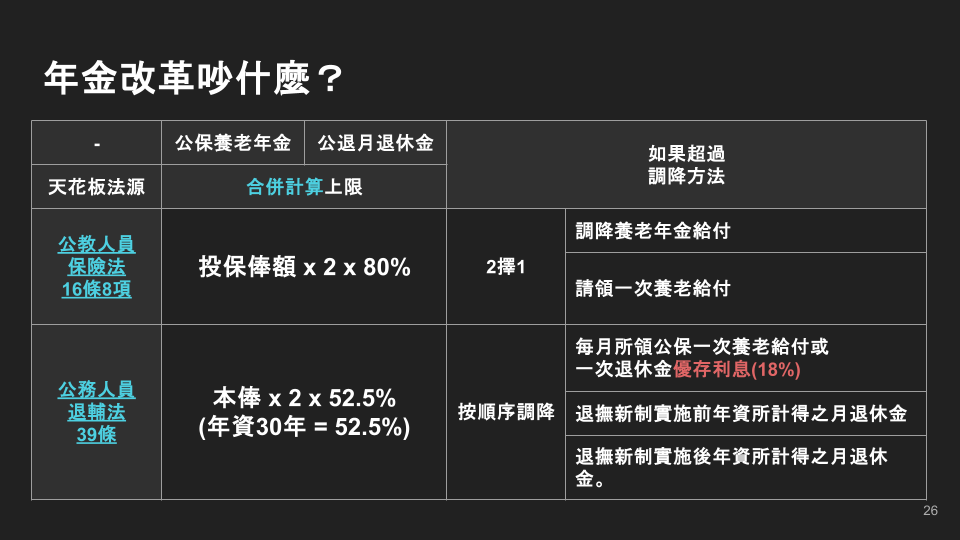 年金改革吵什麼？
-
公保養老年金
公退月退休金
如果超過
調降方法
天花板法源
合併計算上限
公教人員
保險法
16條8項
投保俸額 x 2 x 80%
2擇1
調降養老年金給付
請領一次養老給付
公務人員
退輔法
39條
本俸 x 2 x 52.5%
(年資30年 = 52.5%)
按順序調降
每月所領公保一次養老給付或
一次退休金優存利息(18%)
退撫新制實施前年資所計得之月退休金
退撫新制實施後年資所計得之月退休
金。
26